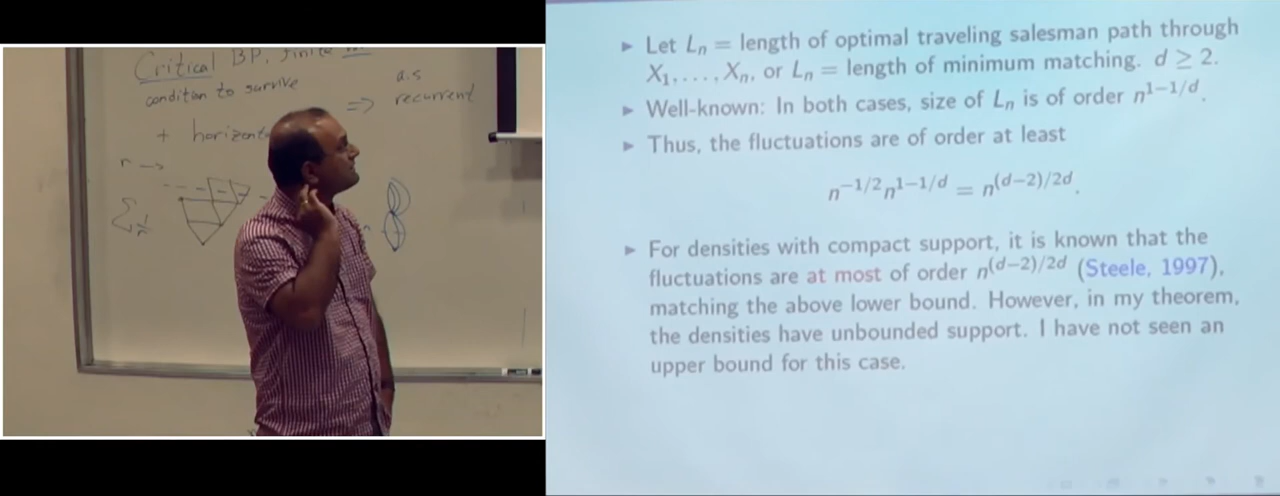 Critical BP, finite
condition to survive
a.s
=> recurrent
+ horizont
r →
Σ 1/n
► Let Lₙ = length of optimal traveling salesman path through
X₁, . . . , Xₙ, or Lₙ = length of minimum matching. d ≥ 2.
► Well-known: In both cases, size of Lₙ is of order n^{1−1/d}.
► Thus, the fluctuations are of order at least
n^{−1/2}n^{1−1/d} = n^{(d−2)/2d}.
► For densities with compact support, it is known that the
fluctuations are at most of order n^{(d−2)/2d} (Steele, 1997),
matching the above lower bound. However, in my theorem,
the densities have unbounded support. I have not seen an
upper bound for this case.